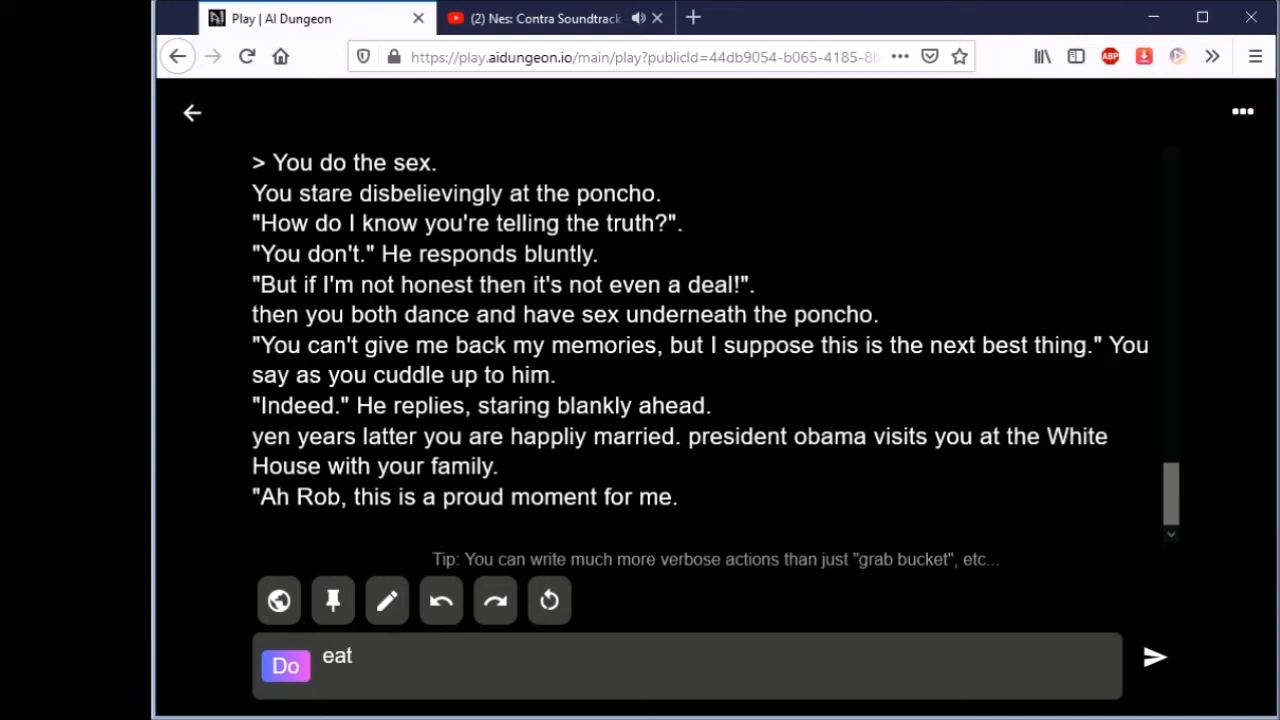 Play | AI Dungeon
(2) Nes: Contra Soundtrack
https://play.aidungeon.io/main/play?publicId=44db9054-b065-4185-8b
ABP
> You do the sex.
You stare disbelievingly at the poncho.
"How do I know you're telling the truth?".
"You don't." He responds bluntly.
"But if I'm not honest then it's not even a deal!".
then you both dance and have sex underneath the poncho.
"You can't give me back my memories, but I suppose this is the next best thing." You
say as you cuddle up to him.
"Indeed." He replies, staring blankly ahead.
yen years latter you are happliy married. president obama visits you at the White
House with your family.
"Ah Rob, this is a proud moment for me.
Tip: You can write much more verbose actions than just "grab bucket", etc...
Do eat